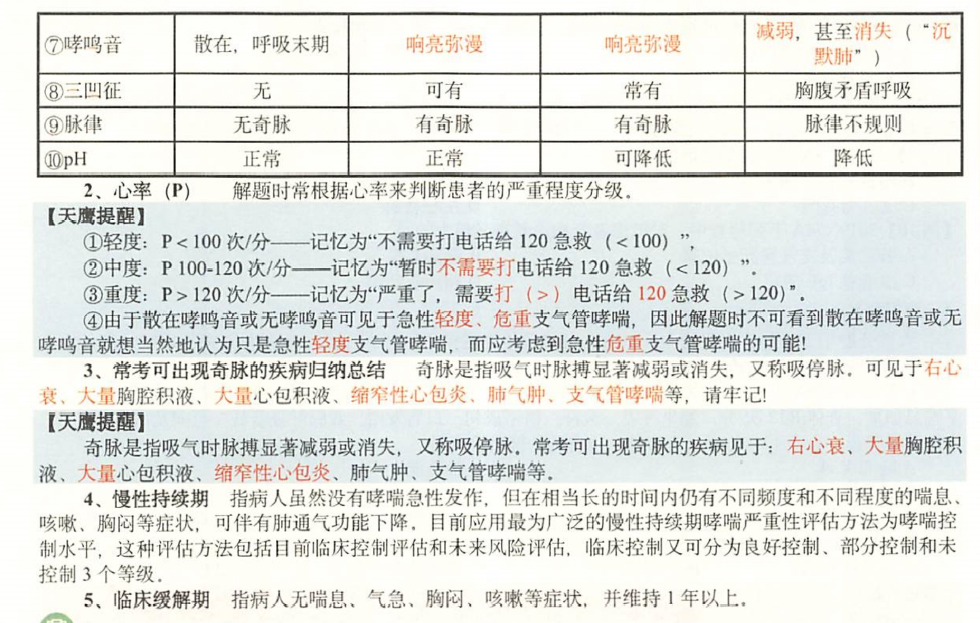 ⑦哮鸣音 散在，呼吸末期 响亮弥漫 响亮弥漫 减弱，甚至消失（“沉默肺”）
⑧三凹征 无 可有 常有 胸腹矛盾呼吸
⑨脉律 无奇脉 有奇脉 有奇脉 脉律不规则
⑩pH 正常 正常 可降低 降低
2、心率（P） 解题时常根据心率来判断患者的严重程度分级。
【天鹰提醒】
①轻度：P＜100 次/分——记忆为“不需要打电话给 120 急救（＜100）”，
②中度：P 100-120 次/分——记忆为“暂时不需要打电话给 120 急救（＜120）”。
③重度：P＞120 次/分——记忆为“严重了，需要打（＞）电话给 120 急救（＞120）”。
④由于散在哮鸣音或无哮鸣音可见于急性轻度、危重支气管哮喘，因此解题时不可看到散在哮鸣音或无
哮鸣音就想当然地认为只是急性轻度支气管哮喘，而应考虑到急性危重支气管哮喘的可能！
3、常考可出现奇脉的疾病归纳总结 奇脉是指吸气时脉搏显著减弱或消失，又称吸停脉。可见于右心
衰、大量胸腔积液、大量心包积液、缩窄性心包炎、肺气肿、支气管哮喘等，请牢记！
【天鹰提醒】
奇脉是指吸气时脉搏显著减弱或消失，又称吸停脉。常考可出现奇脉的疾病见于：右心衰、大量胸腔积
液、大量心包积液、缩窄性心包炎、肺气肿、支气管哮喘等。
4、慢性持续期 指病人虽然没有哮喘急性发作，但在相当长的时间内仍有不同频度和不同程度的喘息、
咳嗽、胸闷等症状，可伴有肺通气功能下降。目前应用最为广泛的慢性持续期哮喘严重性评估方法为哮喘控
制水平，这种评估方法包括目前临床控制评估和未来风险评估，临床控制又可分为良好控制、部分控制和未
控制 3 个等级。
5、临床缓解期 指病人无喘息、气急、胸闷、咳嗽等症状，并维持 1 年以上。